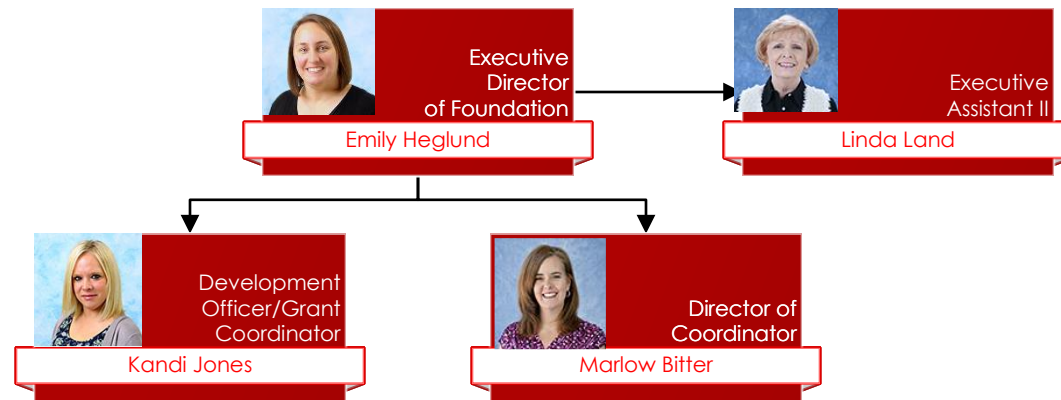 Executive
Director
of Foundation
Emily Heglund
Executive
Assistant II
Linda Land
Development
Officer/Grant
Coordinator
Kandi Jones
Director of
Coordinator
Marlow Bitter